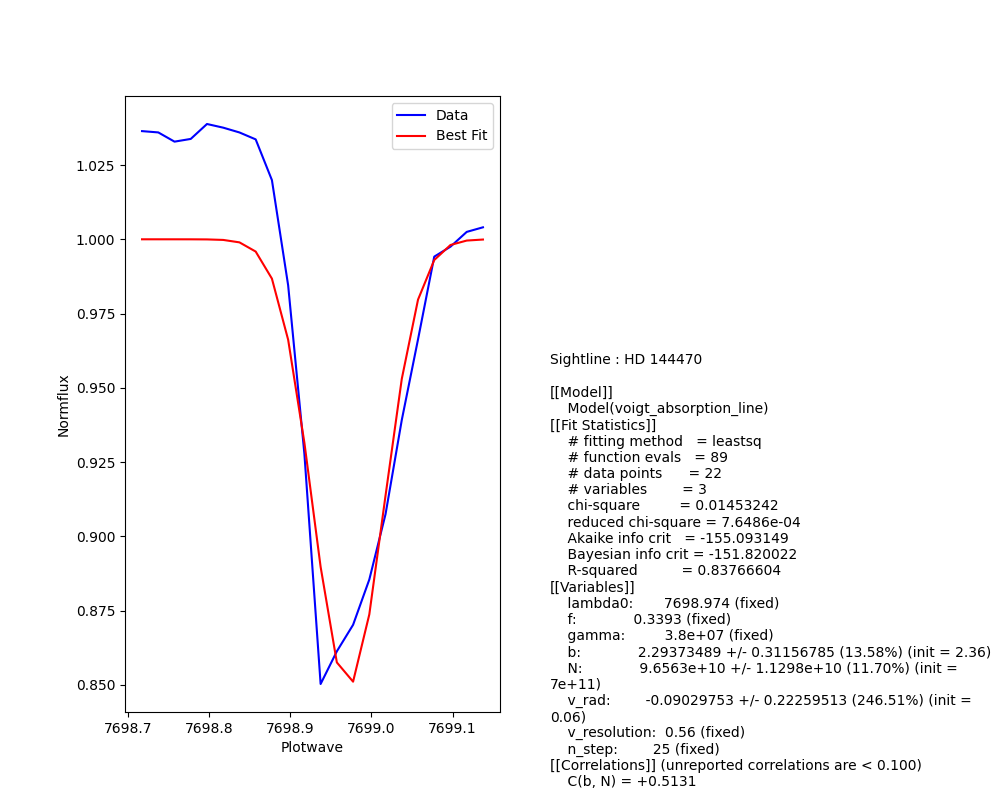 Data
Best Fit
1.025
1.000
0.975
0.950
0.925
0.900
0.875
0.850
Normflux
7698.7 7698.8 7698.9 7699.0 7699.1
Plotwave
Sightline : HD 144470
[[Model]]
Model(voigt_absorption_line)
[[Fit Statistics]]
# fitting method = leastsq
# function evals = 89
# data points = 22
# variables = 3
chi-square = 0.01453242
reduced chi-square = 7.6486e-04
Akaike info crit = -155.093149
Bayesian info crit = -151.820022
R-squared = 0.83766604
[[Variables]]
lambda0: 7698.974 (fixed)
f: 0.3393 (fixed)
gamma: 3.8e+07 (fixed)
b: 2.29373489 +/- 0.31156785 (13.58%) (init = 2.36)
N: 9.6563e+10 +/- 1.1298e+10 (11.70%) (init =
7e+11)
v_rad: -0.09029753 +/- 0.22259513 (246.51%) (init =
0.06)
v_resolution: 0.56 (fixed)
n_step: 25 (fixed)
[[Correlations]] (unreported correlations are < 0.100)
C(b, N) = +0.5131